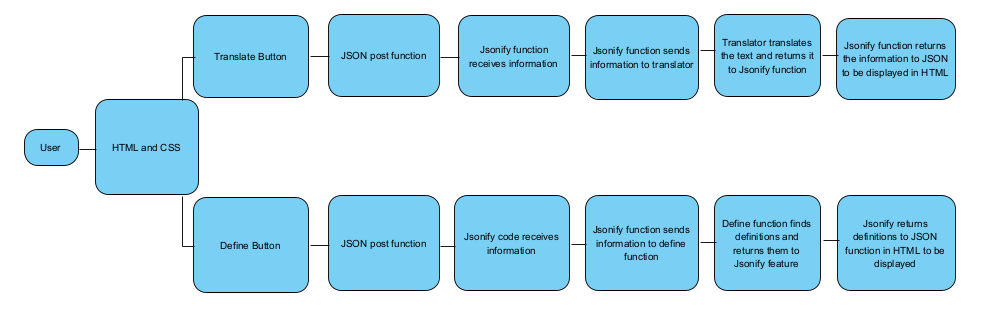 User
HTML and CSS
Translate Button
JSON post function
Jsonify function
receives information
Jsonify function sends
information to translator
Translator translates
the text and returns it
to Jsonify function
Jsonify function returns
the information to JSON
to be displayed in HTML
Define Button
JSON post function
Jsonify code receives
information
Jsonify function sends
information to define
function
Define function finds
definitions and
returns them to
Jsonify feature
Jsonify returns
definitions to JSON
function in HTML to be
displayed